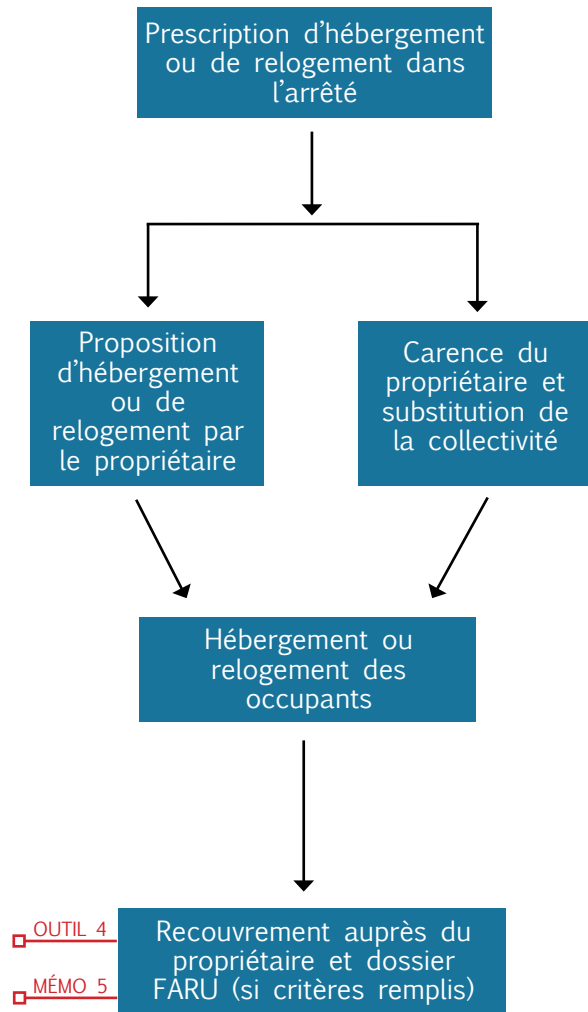 Prescription d’hébergement
ou de relogement dans
l’arrêté
Proposition
d’hébergement
ou de
relogement par
le propriétaire
Carence du
propriétaire et
substitution de
la collectivité
Hébergement ou
relogement des
occupants
OUTIL 4
MÉMO 5
Recouvrement auprès du
propriétaire et dossier
FARU (si critères remplis)